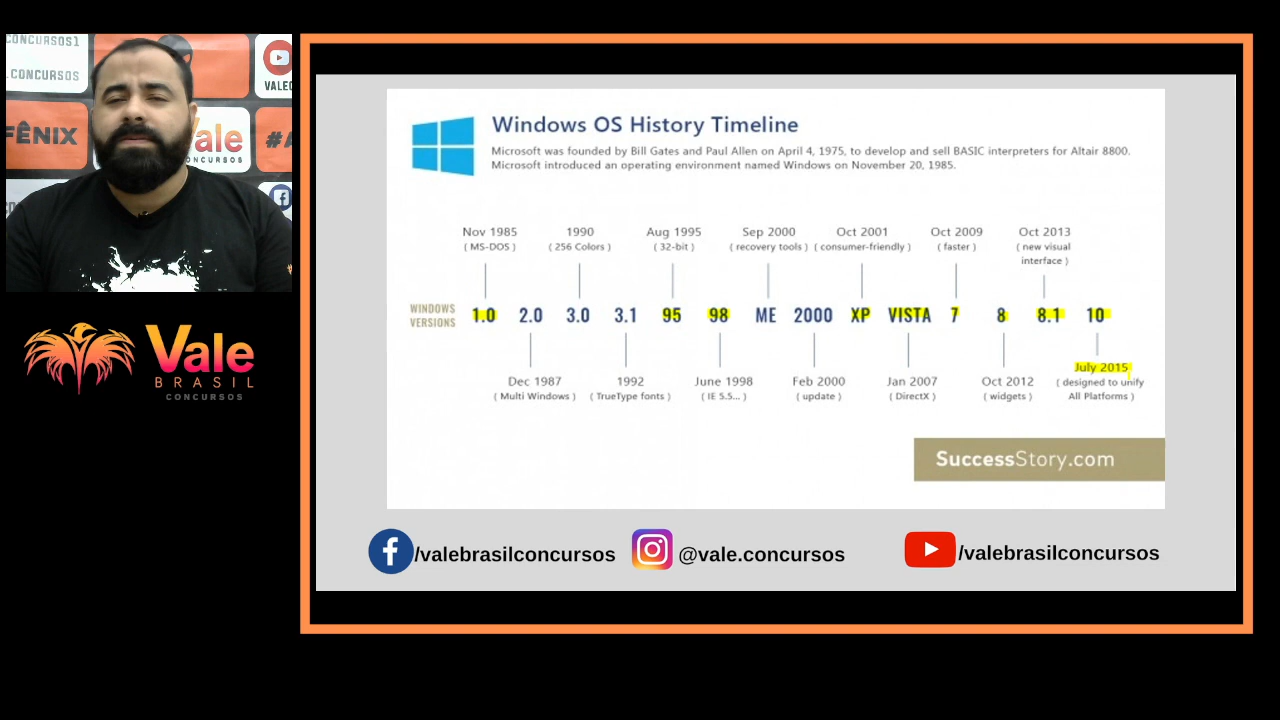 CONCURSOS1
.CONCURSOS
FÊNIX
Vale
CONCURSOS
VALEC
#A
Vale
BRASIL
CONCURSOS
Windows OS History Timeline
Microsoft was founded by Bill Gates and Paul Allen on April 4, 1975, to develop and sell BASIC interpreters for Altair 8800.
Microsoft introduced an operating environment named Windows on November 20, 1985.
Nov 1985 1990 Aug 1995 Sep 2000 Oct 2001 Oct 2009 Oct 2013
( MS-DOS ) ( 256 Colors ) ( 32-bit ) ( recovery tools ) ( consumer-friendly ) ( faster ) ( new visual
interface )
WINDOWS
VERSIONS
1.0 2.0 3.0 3.1 95 98 ME 2000 XP VISTA 7 8 8.1 10
July 2015
Dec 1987 1992 June 1998 Feb 2000 Jan 2007 Oct 2012 ( designed to unify
( Multi Windows ) ( TrueType fonts ) ( IE 5.5... ) ( update ) ( DirectX ) ( widgets ) All Platforms )
SuccessStory.com
/valebrasilconcursos @vale.concursos /valebrasilconcursos